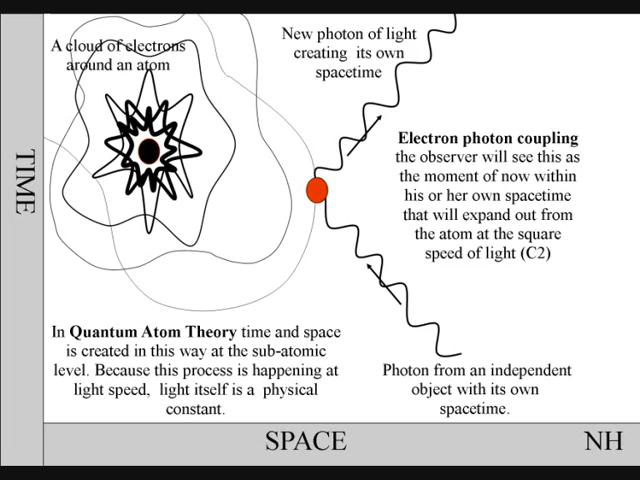 A cloud of electrons
around an atom
New photon of light
creating its own
spacetime
Electron photon coupling
the observer will see this as
the moment of now within
his or her own spacetime
that will expand out from
the atom at the square
speed of light (C2)
TIME
In Quantum Atom Theory time and space
is created in this way at the sub-atomic
level. Because this process is happening at
light speed, light itself is a physical
constant.
Photon from an independent
object with its own
spacetime.
SPACE
NH